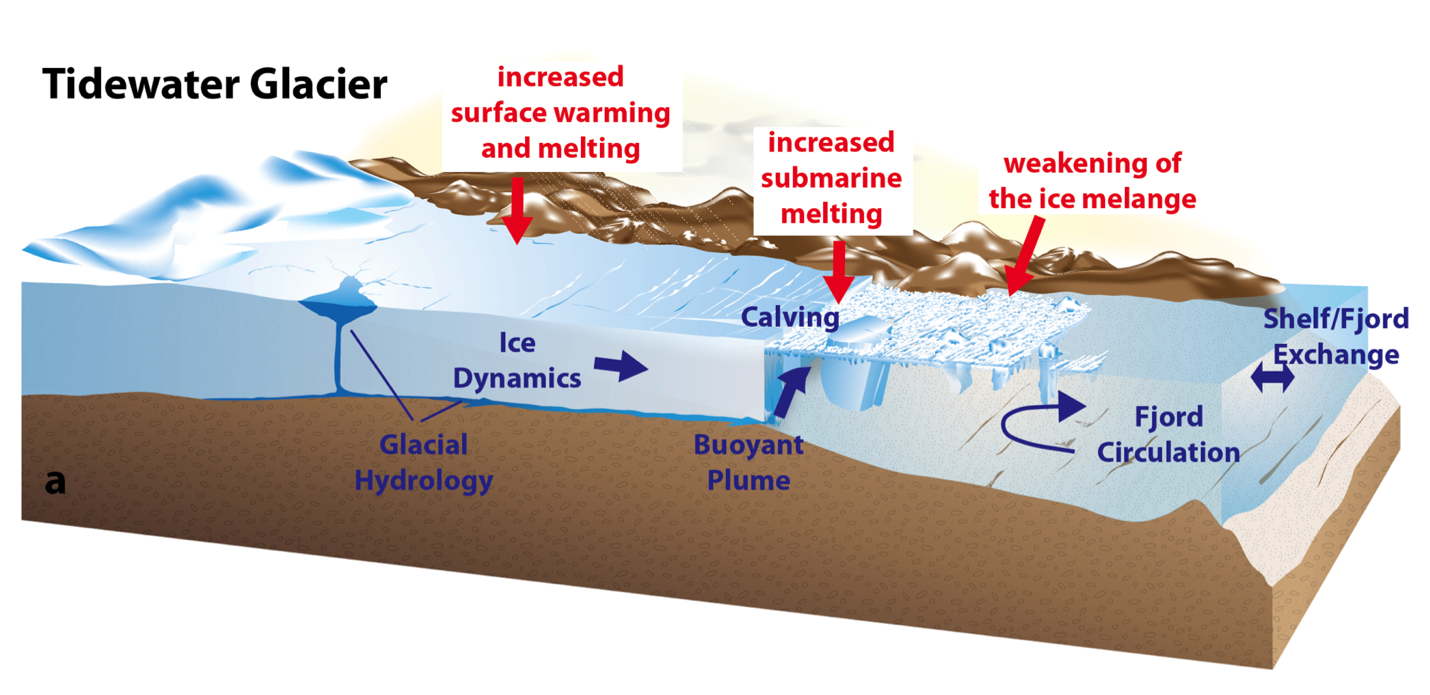 Tidewater Glacier
increased
surface warming
and melting
increased
submarine
melting
weakening of
the ice melange
Calving
Shelf/Fjord
Exchange
Ice
Dynamics
Fjord
Circulation
Glacial
Hydrology
Buoyant
Plume
a